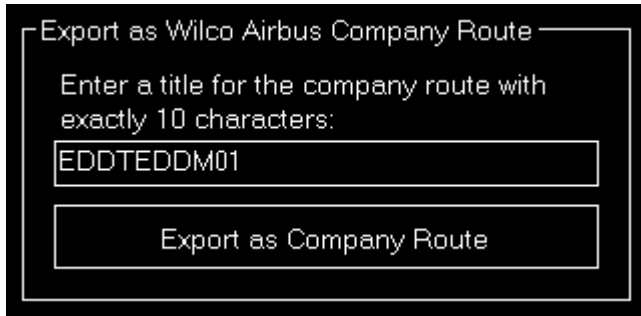 Export as Wilco Airbus Company Route
Enter a title for the company route with
exactly 10 characters:
EDDTEDDM01
Export as Company Route